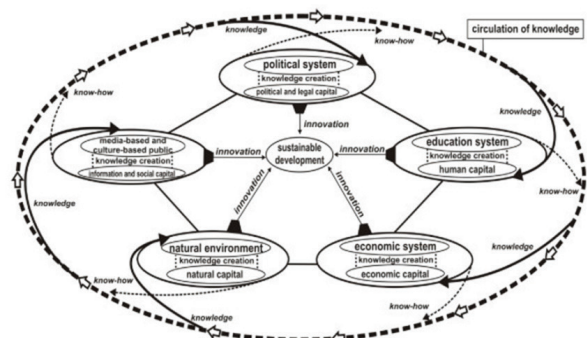 circulation of knowledge
knowledge
know-how
political system
knowledge creation
political and legal capital
know-how
knowledge
innovation
media-based and
culture-based public
knowledge creation
information and social capital
innovation
sustainable
development
innovation
education system
knowledge creation
human capital
know-how
knowledge
innovation
innovation
knowledge
natural environment
knowledge creation
natural capital
economic system
knowledge creation
economic capital
know-how
know-how
knowledge